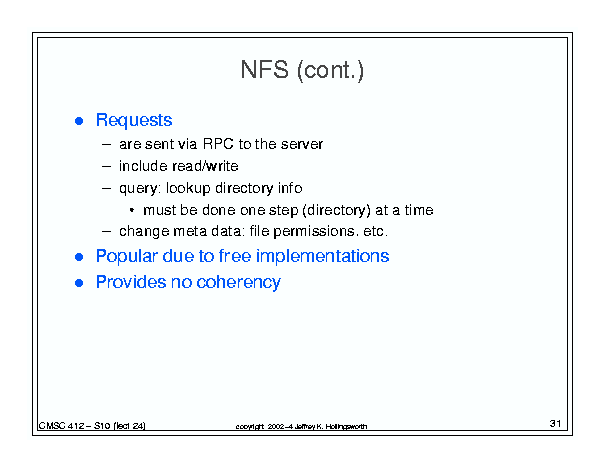 NFS (cont.)
● Requests
– are sent via RPC to the server
– include read/write
– query: lookup directory info
• must be done one step (directory) at a time
– change meta data: file permissions. etc.
● Popular due to free implementations
● Provides no coherency
CMSC 412 – S10 (lect 24)
copyright 2002-4 Jeffrey K. Hollingsworth
31